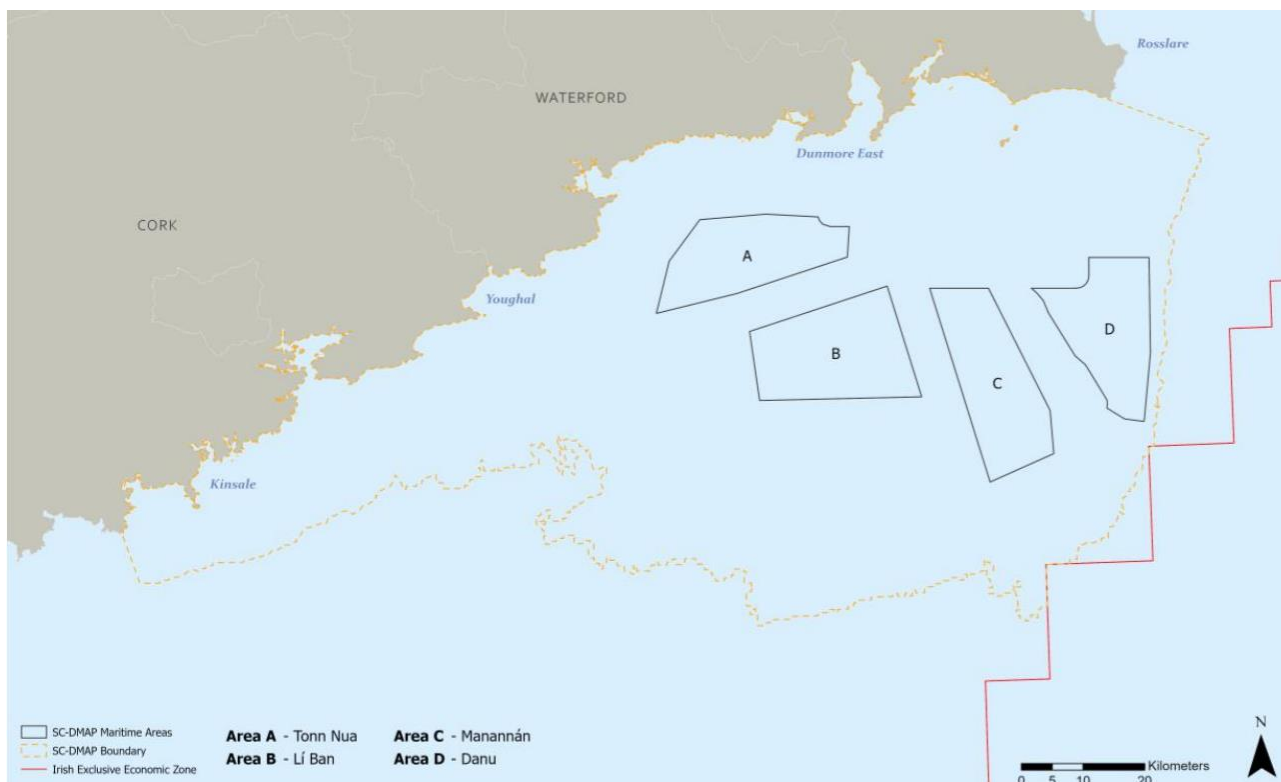 Rosslare
WATERFORD
Dunmore East
CORK
A
Youghal
B
D
C
Kinsale
SC-DMAP Maritime Areas
SC-DMAP Boundary
Irish Exclusive Economic Zone
Area A - Tonn Nua
Area B - Lí Ban
Area C - Manannán
Area D - Danu
N
Kilometers
0 5 10 20